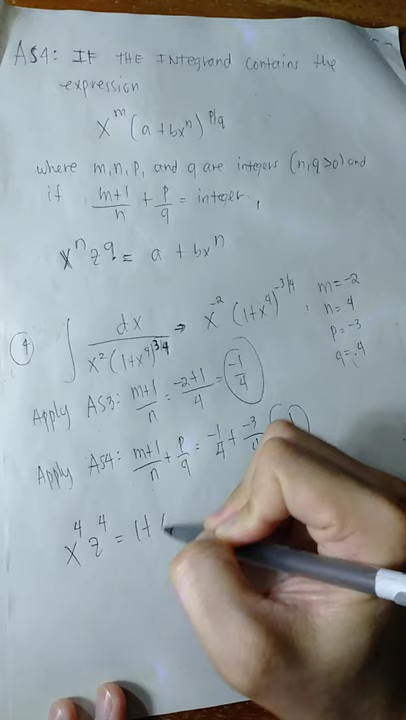 AS4: IF THE Integrand contains the
expression
x^m (a+bx^n)^p/q
where m,n,p, and q are integers (n,q>0) and
if (m+1)/n + p/q = integer,
x^n z^q = a + bx^n
④ ∫ dx / x^2(1+x^4)^3/4 → x^-2 (1+x^4)^-3/4, m=-2
n=4
p=-3
q=4
Apply AS3: (m+1)/n = (-2+1)/4 = -1/4
Apply AS4: (m+1)/n + p/q = -1/4 + -3/
x^4 z^4 = 1+